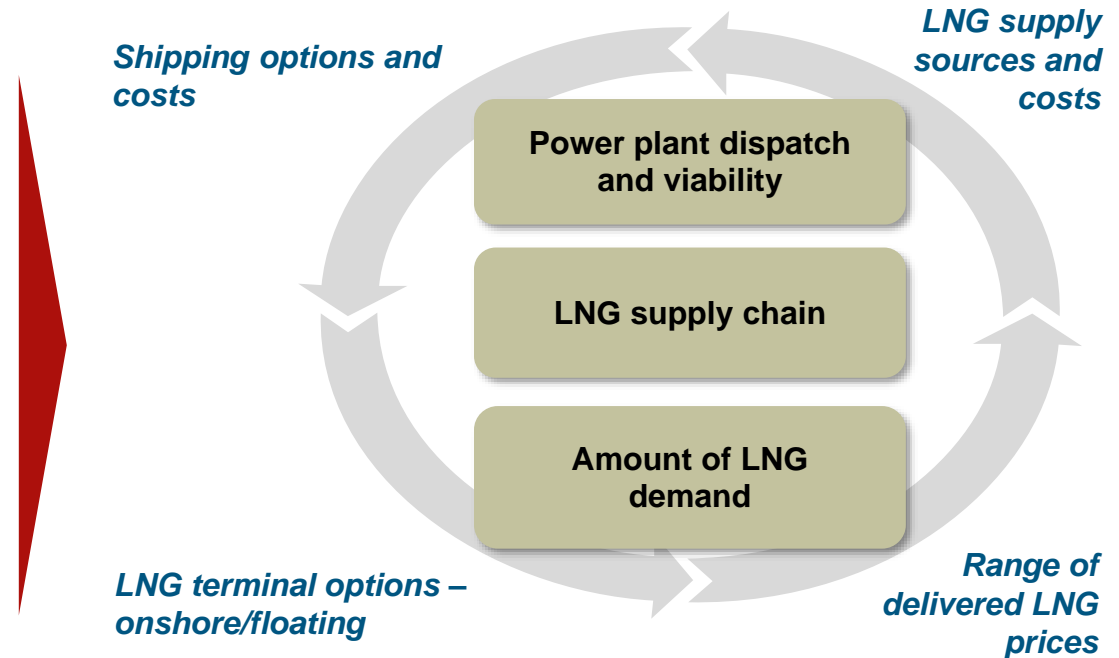 Shipping options and
costs
LNG supply
sources and
costs
Power plant dispatch
and viability
LNG supply chain
Amount of LNG
demand
LNG terminal options –
onshore/floating
Range of
delivered LNG
prices